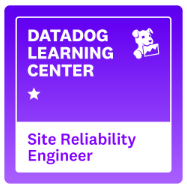 DATADOG
LEARNING
CENTER
Site Reliability
Engineer